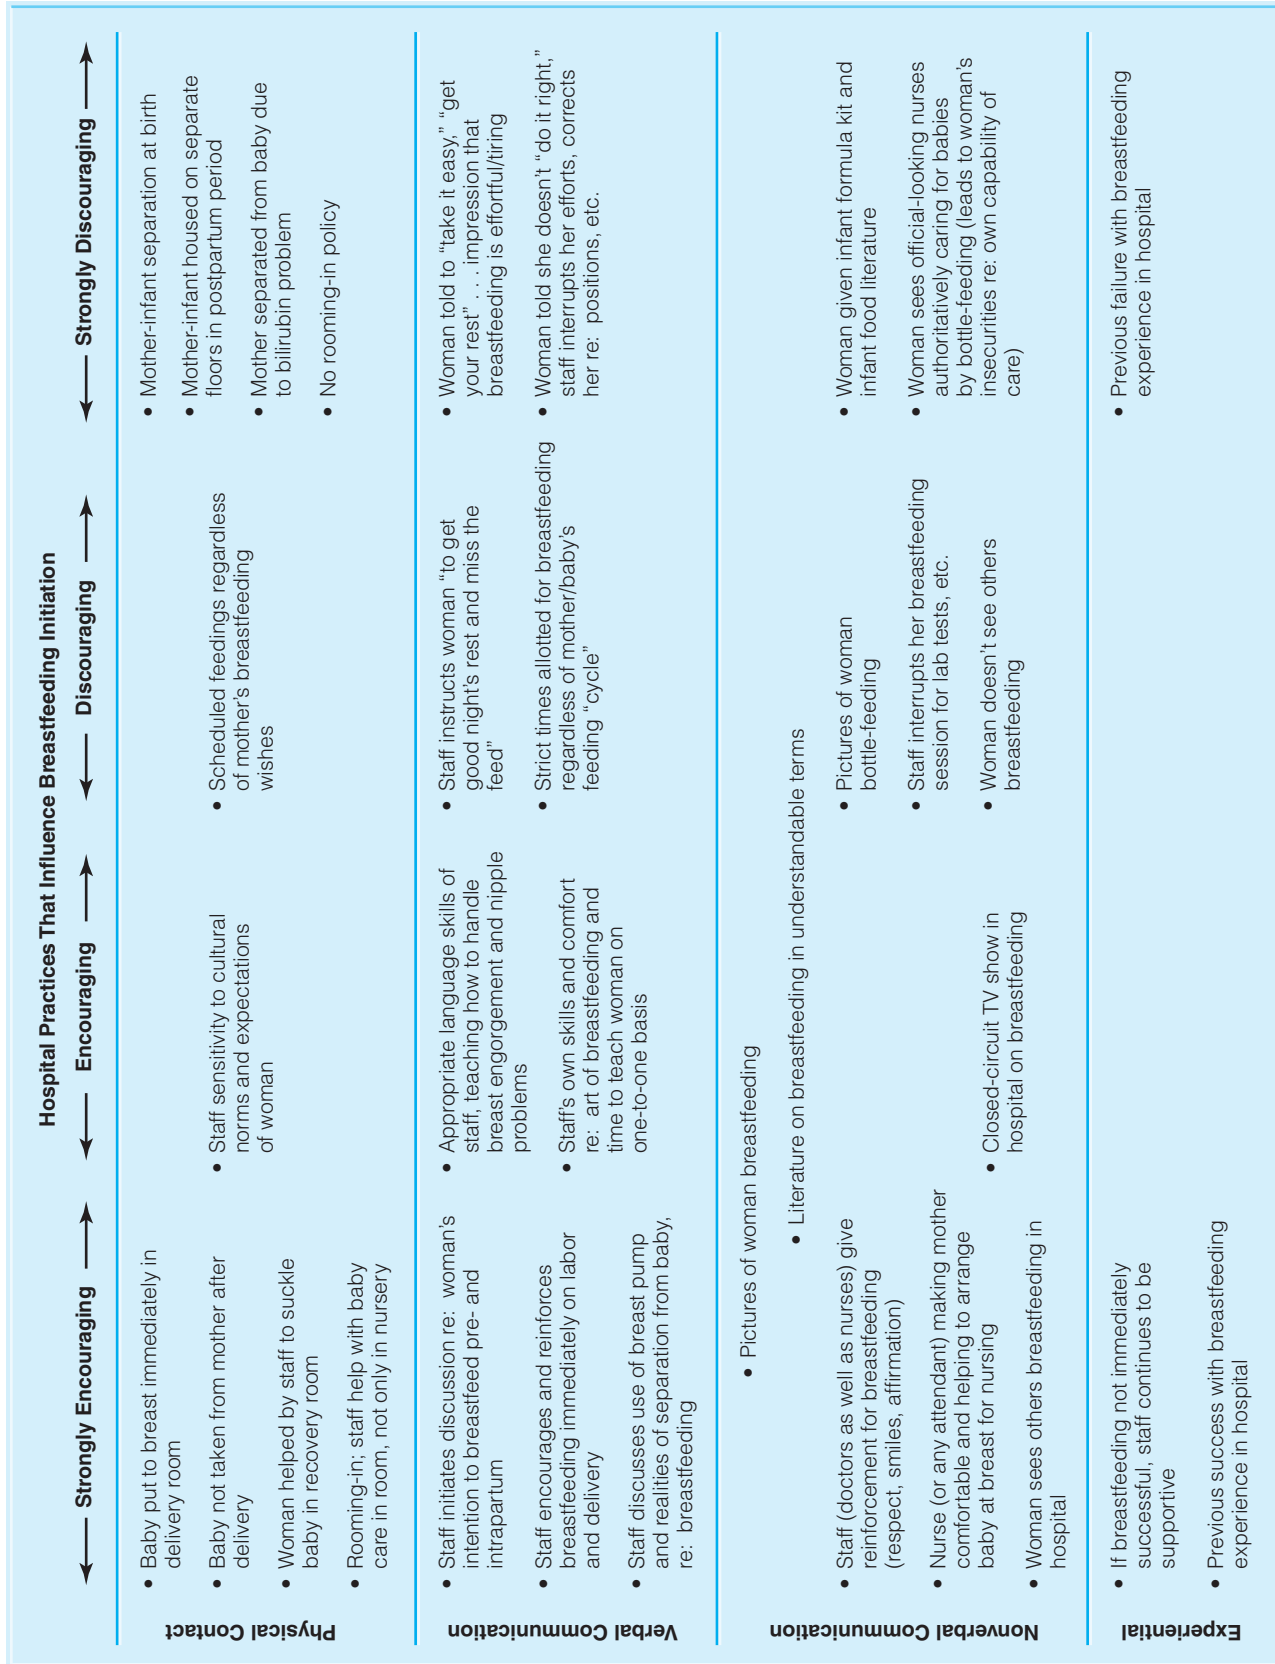 Hospital Practices That Influence Breastfeeding Initiation
Strongly Encouraging
Encouraging
Discouraging
Strongly Discouraging
Physical Contact
• Baby put to breast immediately in
delivery room
• Baby not taken from mother after
delivery
• Woman helped by staff to suckle
baby in recovery room
• Rooming-in; staff help with baby
care in room, not only in nursery
• Staff sensitivity to cultural
norms and expectations
of woman
• Scheduled feedings regardless
of mother's breastfeeding
wishes
• Mother-infant separation at birth
• Mother-infant housed on separate
floors in postpartum period
• Mother separated from baby due
to bilirubin problem
• No rooming-in policy
Verbal Communication
• Staff initiates discussion re: woman's
intention to breastfeed pre- and
intrapartum
• Staff encourages and reinforces
breastfeeding immediately on labor
and delivery
• Staff discusses use of breast pump
and realities of separation from baby,
re: breastfeeding
• Appropriate language skills of
staff, teaching how to handle
breast engorgement and nipple
problems
• Staff's own skills and comfort
re: art of breastfeeding and
time to teach woman on
one-to-one basis
• Staff instructs woman “to get
good night's rest and miss the
feed”
• Strict times allotted for breastfeeding
regardless of mother/baby's
feeding “cycle”
• Woman told to “take it easy,” “get
your rest” . . . impression that
breastfeeding is effortful/tiring
• Woman told she doesn't “do it right,”
staff interrupts her efforts, corrects
her re: positions, etc.
Nonverbal Communication
• Pictures of woman breastfeeding
• Literature on breastfeeding in understandable terms
• Staff (doctors as well as nurses) give
reinforcement for breastfeeding
(respect, smiles, affirmation)
• Nurse (or any attendant) making mother
comfortable and helping to arrange
baby at breast for nursing
• Woman sees others breastfeeding in
hospital
• Closed-circuit TV show in
hospital on breastfeeding
• Pictures of woman
bottle-feeding
• Staff interrupts her breastfeeding
session for lab tests, etc.
• Woman doesn't see others
breastfeeding
• Woman given infant formula kit and
infant food literature
• Woman sees official-looking nurses
authoritatively caring for babies
by bottle-feeding (leads to woman's
insecurities re: own capability of
care)
Experiential
• If breastfeeding not immediately
successful, staff continues to be
supportive
• Previous success with breastfeeding
experience in hospital
• Previous failure with breastfeeding
experience in hospital